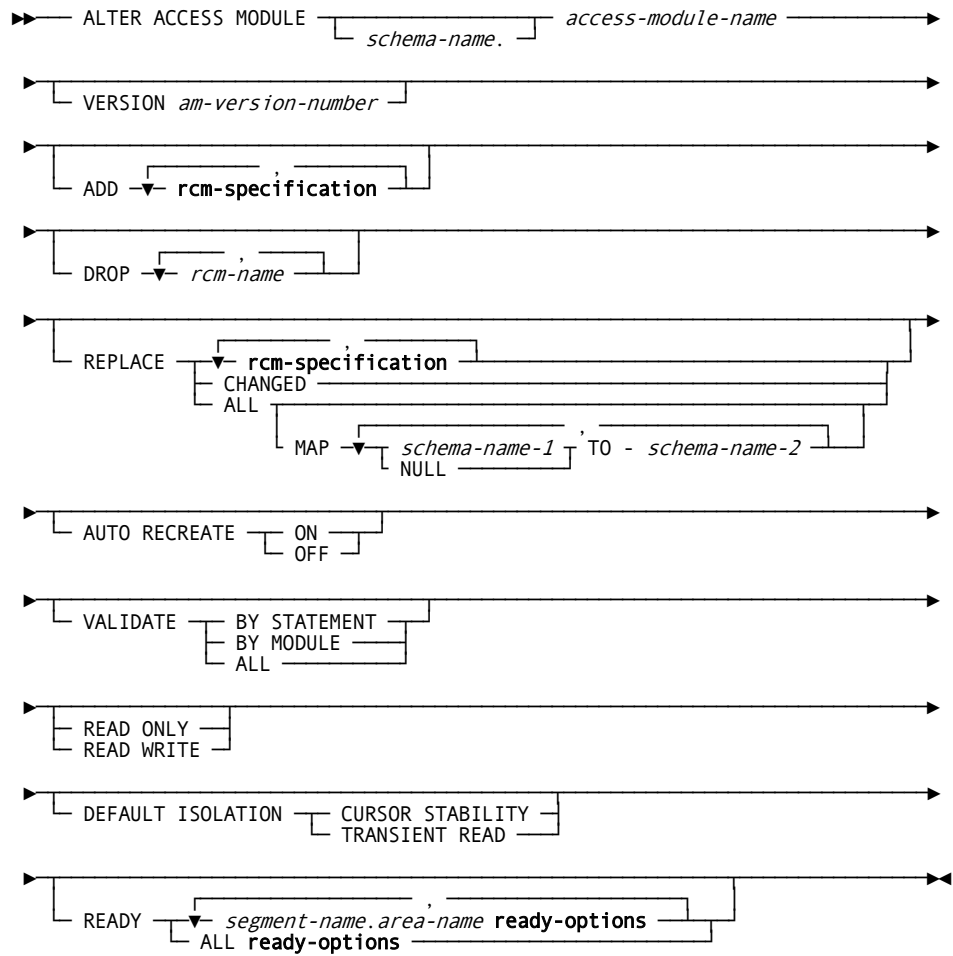 ALTER ACCESS MODULE schema-name. access-module-name
VERSION am-version-number
,
ADD rcm-specification
,
DROP rcm-name
,
REPLACE rcm-specification
CHANGED
ALL
,
MAP schema-name-1 TO - schema-name-2
NULL
AUTO RECREATE ON
OFF
VALIDATE BY STATEMENT
BY MODULE
ALL
READ ONLY
READ WRITE
DEFAULT ISOLATION CURSOR STABILITY
TRANSIENT READ
,
READY segment-name.area-name ready-options
ALL ready-options